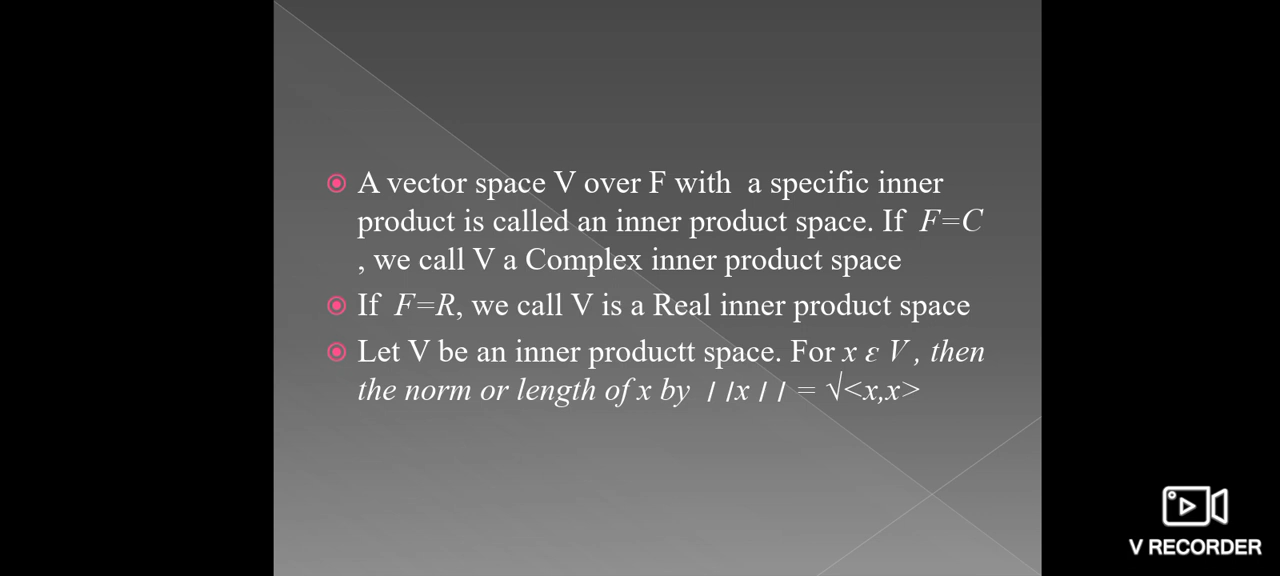 A vector space V over F with a specific inner
product is called an inner product space. If F=C
, we call V a Complex inner product space
If F=R, we call V is a Real inner product space
Let V be an inner productt space. For x ε V, then
the norm or length of x by ||x|| = √<x,x>
V RECORDER